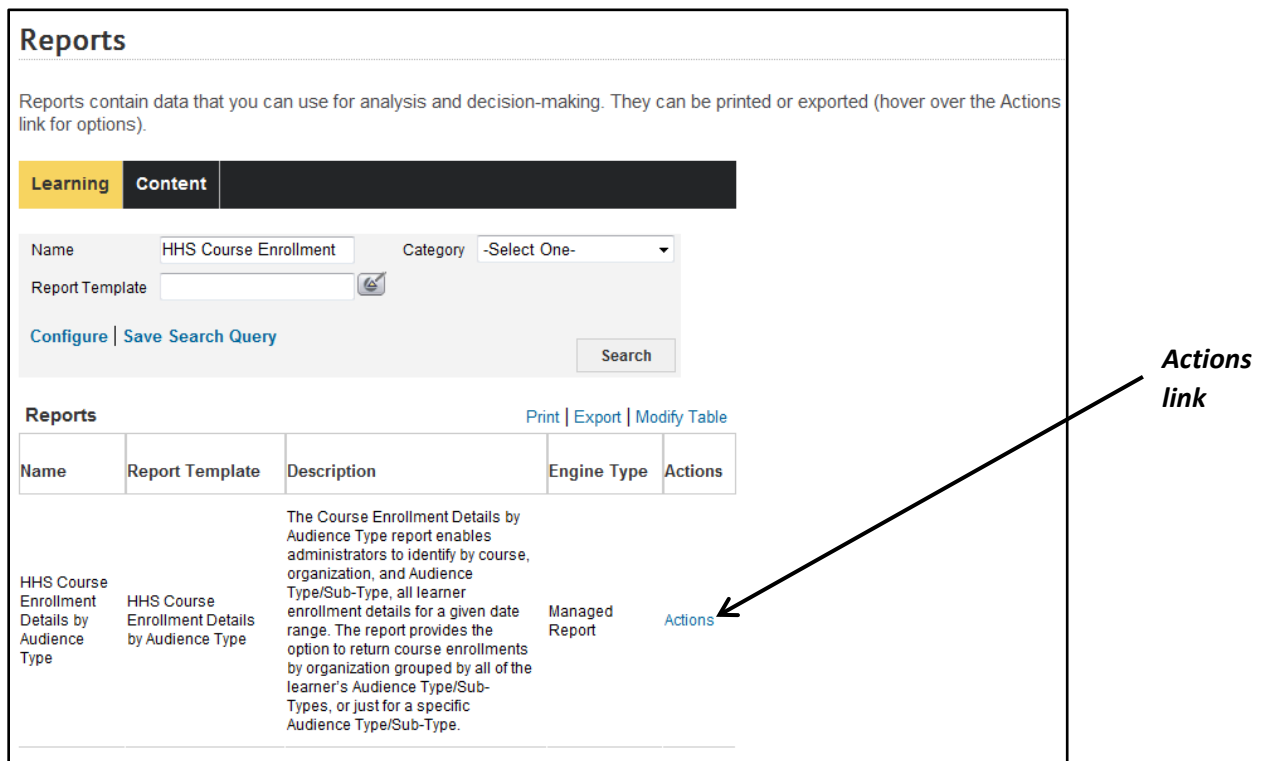 Reports
Reports contain data that you can use for analysis and decision-making. They can be printed or exported (hover over the Actions
link for options).
Learning Content
Name HHS Course Enrollment Category -Select One-
Report Template
Configure | Save Search Query
Search
Actions
link
Reports Print | Export | Modify Table
Name Report Template Description Engine Type Actions
The Course Enrollment Details by
Audience Type report enables
administrators to identify by course,
organization, and Audience
Type/Sub-Type, all learner
enrollment details for a given date
range. The report provides the
option to return course enrollments
by organization grouped by all of the
learner's Audience Type/Sub-
Types, or just for a specific
Audience Type/Sub-Type.
HHS Course
Enrollment
Details by
Audience
Type
HHS Course
Enrollment Details
by Audience Type
Managed
Report
Actions